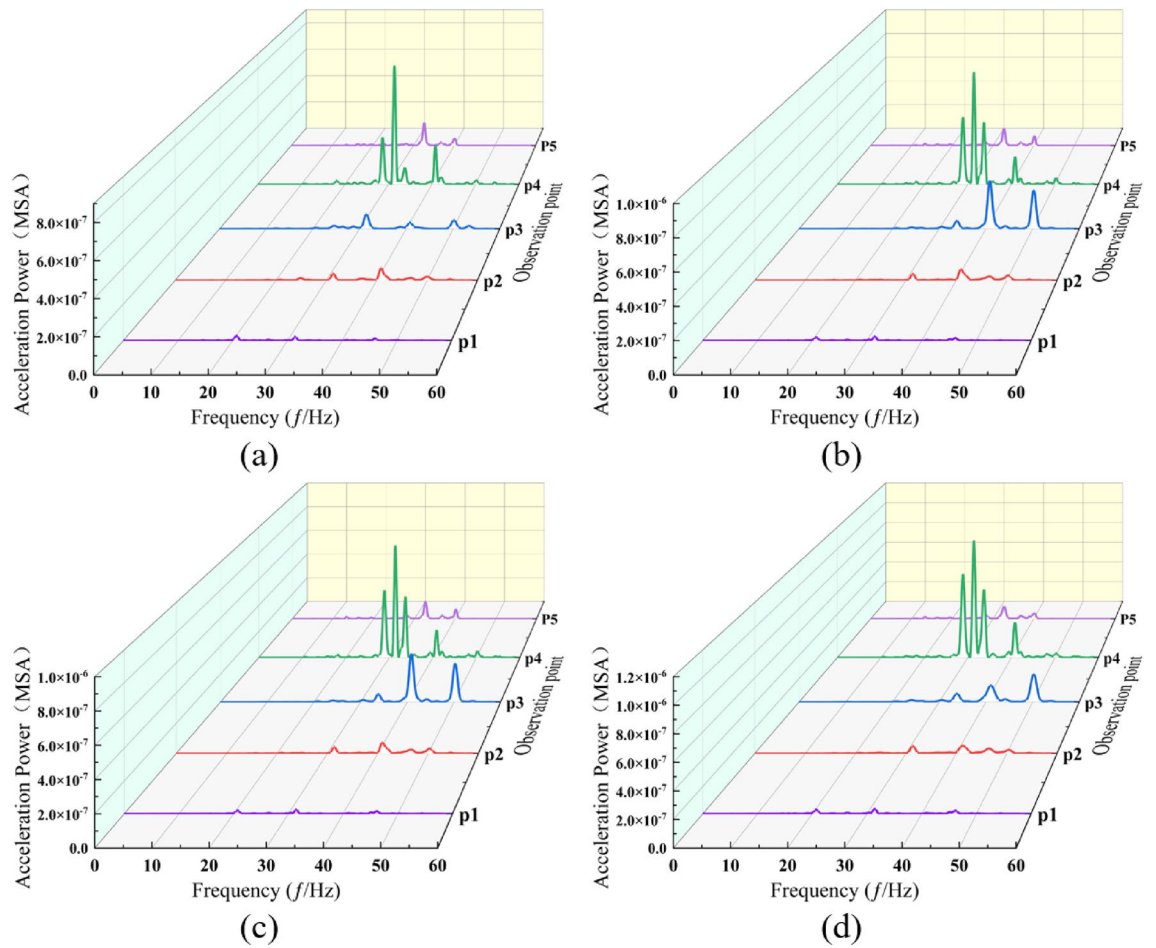 P5
p4
p3
p2
p1
Observation point
Acceleration Power（MSA）
8.0×10⁻⁷
6.0×10⁻⁷
4.0×10⁻⁷
2.0×10⁻⁷
0.0
0 10 20 30 40 50 60
Frequency (f/Hz)
(a)
P5
p4
p3
p2
p1
Observation point
Acceleration Power（MSA）
1.0×10⁻⁶
8.0×10⁻⁷
6.0×10⁻⁷
4.0×10⁻⁷
2.0×10⁻⁷
0.0
0 10 20 30 40 50 60
Frequency (f/Hz)
(b)
P5
p4
p3
p2
p1
Observation point
Acceleration Power（MSA）
1.0×10⁻⁶
8.0×10⁻⁷
6.0×10⁻⁷
4.0×10⁻⁷
2.0×10⁻⁷
0.0
0 10 20 30 40 50 60
Frequency (f/Hz)
(c)
P5
p4
p3
p2
p1
Observation point
Acceleration Power（MSA）
1.2×10⁻⁶
1.0×10⁻⁶
8.0×10⁻⁷
6.0×10⁻⁷
4.0×10⁻⁷
2.0×10⁻⁷
0.0
0 10 20 30 40 50 60
Frequency (f/Hz)
(d)